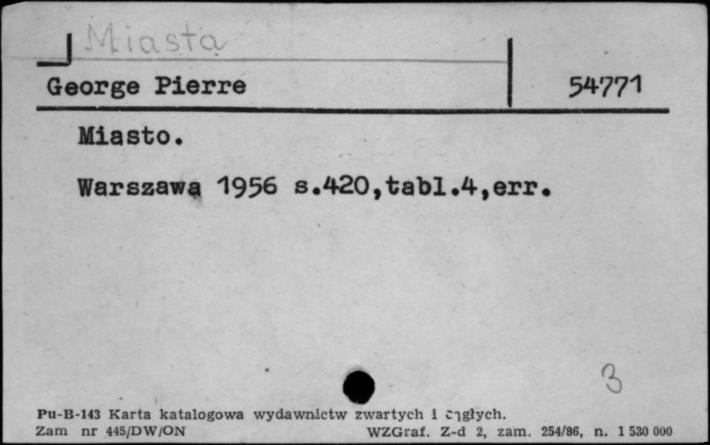 Miasta
George Pierre 54771
Miasto.
Warszawa 1956 s.420,tabl.4,err.
3
Pu-B-143 Karta katalogowa wydawnictw zwartych i ciągłych.
Zam nr 445/DW/ON WZGraf. Z-d 2, zam. 254/86, n. 1 530 000